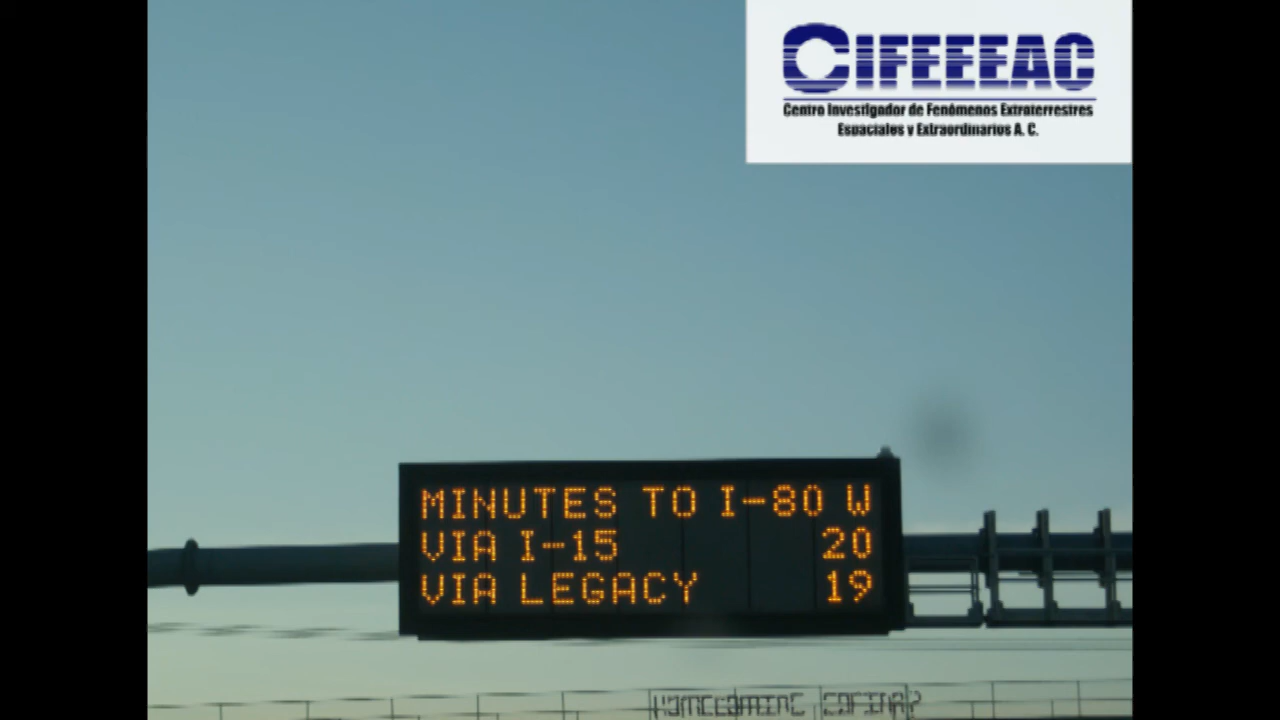 CIFEEEAC
Centro Investigador de Fenómenos Extraterrestres
Espaciales y Extraordinarios A. C.
MINUTES TO I-80 W
VIA I-15 20
VIA LEGACY 19